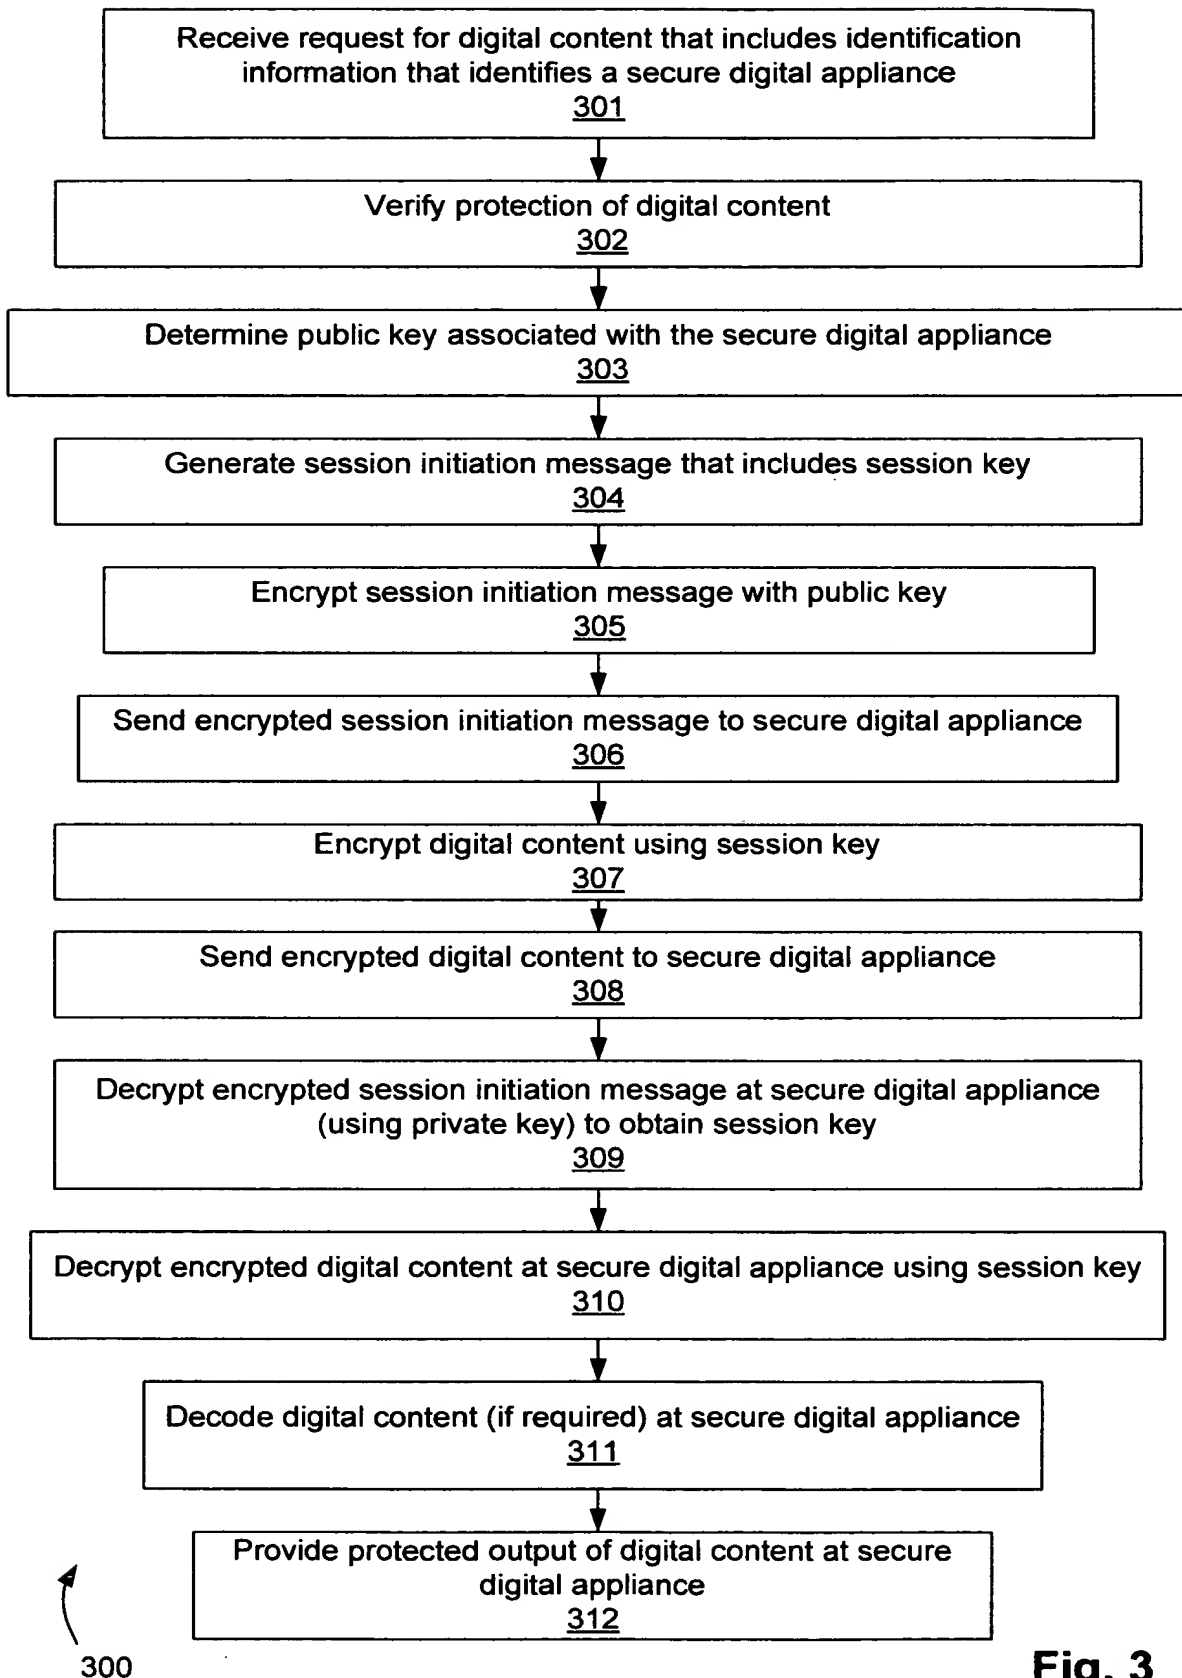 Receive request for digital content that includes identification
information that identifies a secure digital appliance
301
Verify protection of digital content
302
Determine public key associated with the secure digital appliance
303
Generate session initiation message that includes session key
304
Encrypt session initiation message with public key
305
Send encrypted session initiation message to secure digital appliance
306
Encrypt digital content using session key
307
Send encrypted digital content to secure digital appliance
308
Decrypt encrypted session initiation message at secure digital appliance
(using private key) to obtain session key
309
Decrypt encrypted digital content at secure digital appliance using session key
310
Decode digital content (if required) at secure digital appliance
311
Provide protected output of digital content at secure
digital appliance
312
300
Fig. 3